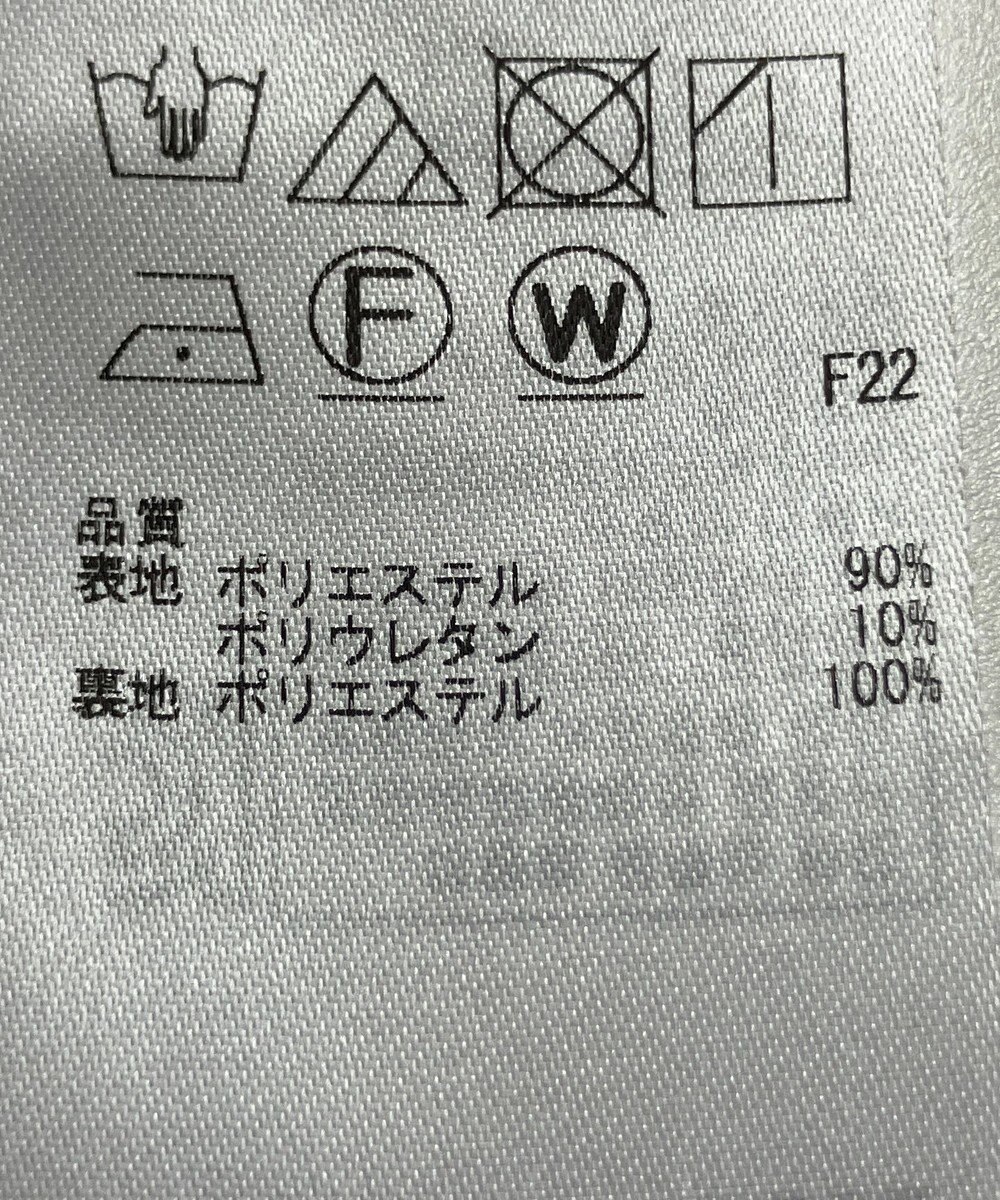 F W
F22
品質
表地 ポリエステル 90%
ポリウレタン 10%
裏地 ポリエステル 100%